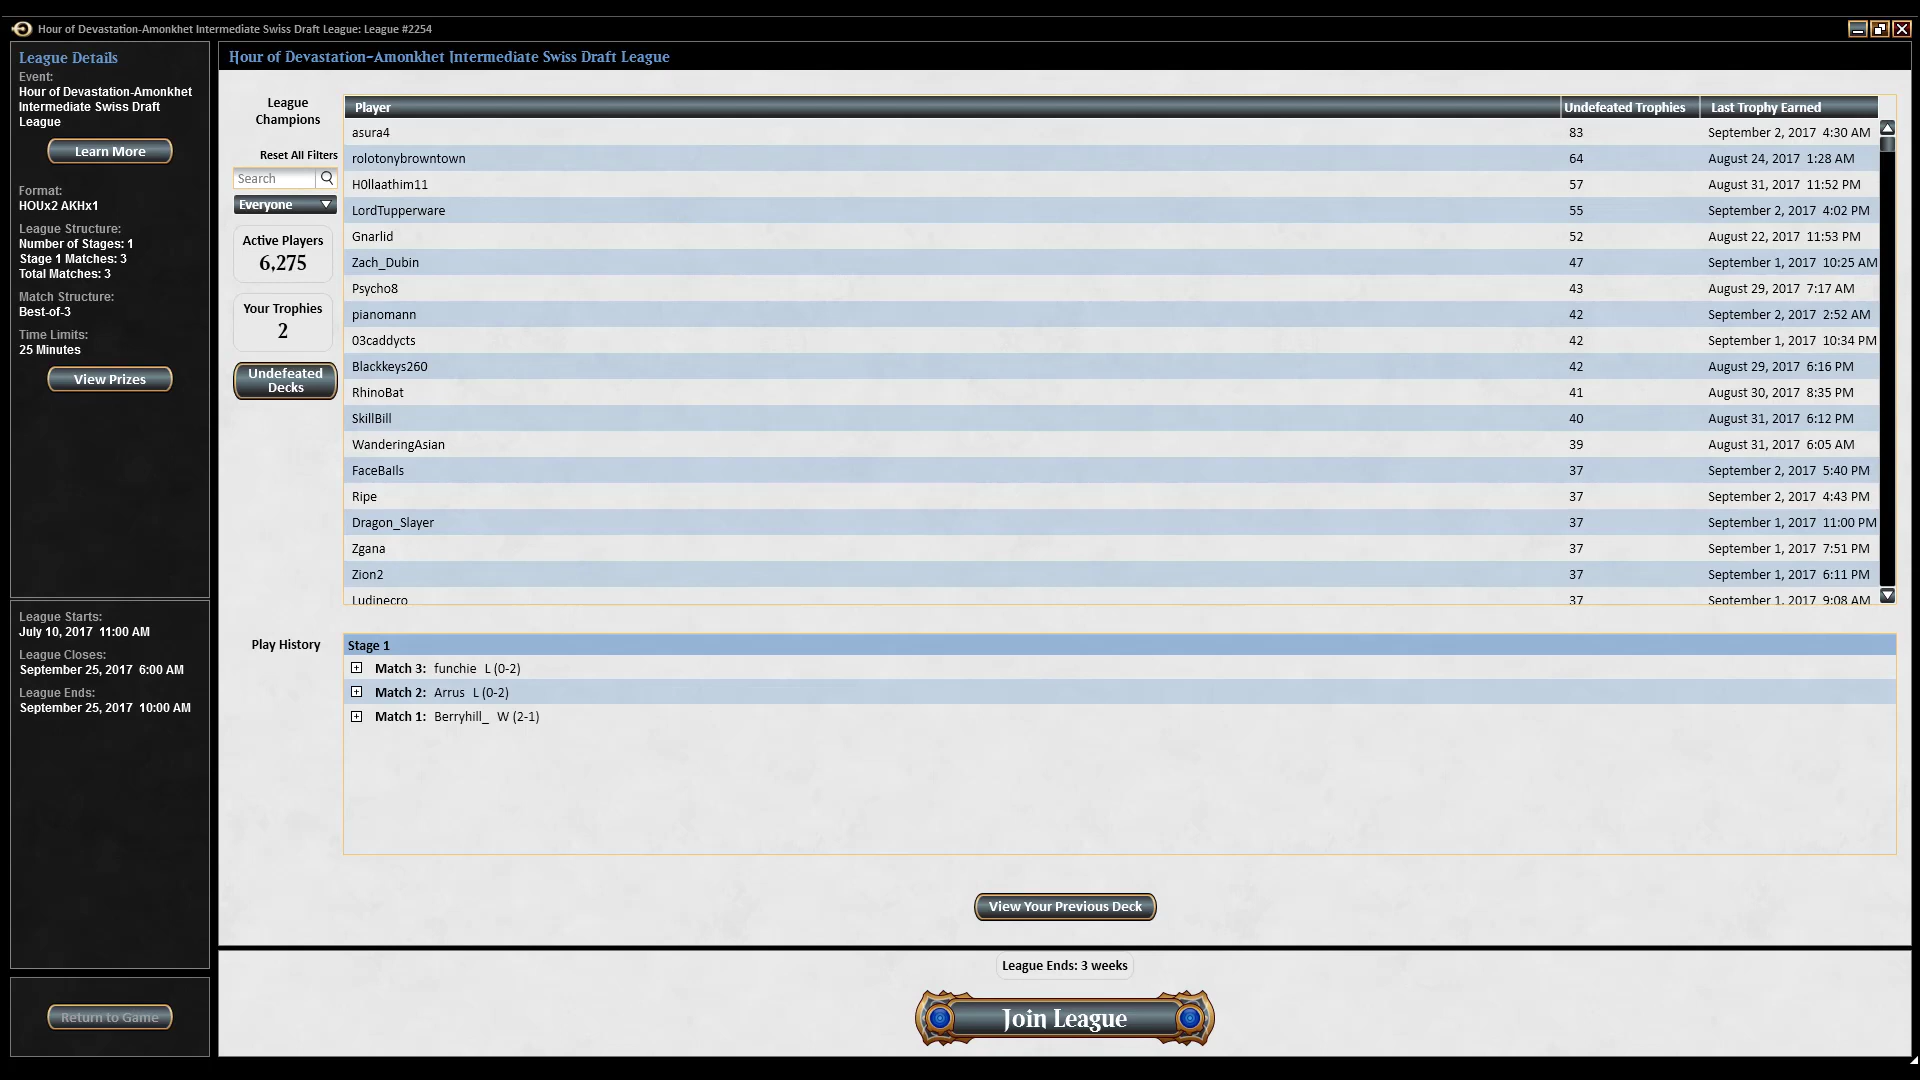 Hour of Devastation-Amonkhet Intermediate Swiss Draft League: League #2254
League Details
Event:
Hour of Devastation-Amonkhet
Intermediate Swiss Draft
League
Learn More
Format:
HOUx2 AKHx1
League Structure:
Number of Stages: 1
Stage 1 Matches: 3
Total Matches: 3
Match Structure:
Best-of-3
Time Limits:
25 Minutes
View Prizes
League Starts:
July 10, 2017 11:00 AM
League Closes:
September 25, 2017 6:00 AM
League Ends:
September 25, 2017 10:00 AM
Return to Game
Hour of Devastation-Amonkhet Intermediate Swiss Draft League
League
Champions
Reset All Filters
Search
Everyone
Active Players
6,275
Your Trophies
2
Undefeated
Decks
Player Undefeated Trophies Last Trophy Earned
asura4 83 September 2, 2017 4:30 AM
rolotonybrowntown 64 August 24, 2017 1:28 AM
H0llaathim11 57 August 31, 2017 11:52 PM
LordTupperware 55 September 2, 2017 4:02 PM
Gnarlid 52 August 22, 2017 11:53 PM
Zach_Dubin 47 September 1, 2017 10:25 AM
Psycho8 43 August 29, 2017 7:17 AM
pianomann 42 September 2, 2017 2:52 AM
03caddycts 42 September 1, 2017 10:34 PM
Blackkeys260 42 August 29, 2017 6:16 PM
RhinoBat 41 August 30, 2017 8:35 PM
SkillBill 40 August 31, 2017 6:12 PM
WanderingAsian 39 August 31, 2017 6:05 AM
FaceBalls 37 September 2, 2017 5:40 PM
Ripe 37 September 2, 2017 4:43 PM
Dragon_Slayer 37 September 1, 2017 11:00 PM
Zgana 37 September 1, 2017 7:51 PM
Zion2 37 September 1, 2017 6:11 PM
Ludinecro 37 September 1, 2017 9:08 AM
Play History
Stage 1
Match 3: funchie L (0-2)
Match 2: Arrus L (0-2)
Match 1: Berryhill_ W (2-1)
View Your Previous Deck
League Ends: 3 weeks
Join League